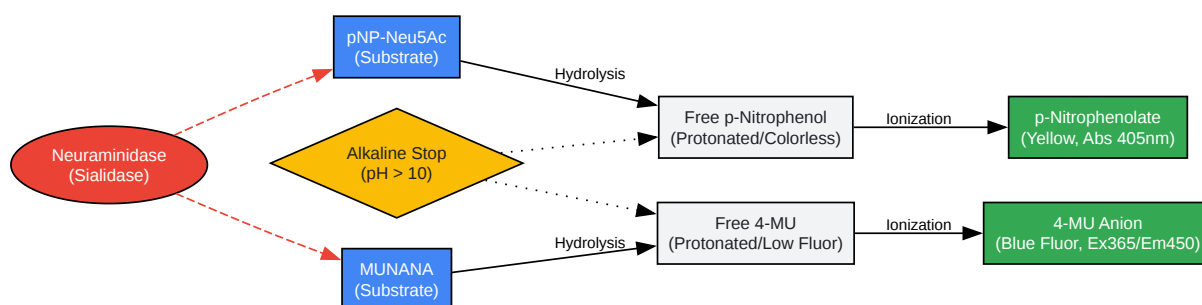 pNP-Neu5Ac
(Substrate)
Hydrolysis
Free p-Nitrophenol
(Protonated/Colorless)
Ionization
p-Nitrophenolate
(Yellow, Abs 405nm)
Neuraminidase
(Sialidase)
Alkaline Stop
(pH > 10)
MUNANA
(Substrate)
Hydrolysis
Free 4-MU
(Protonated/Low Fluor)
Ionization
4-MU Anion
(Blue Fluor, Ex365/Em450)